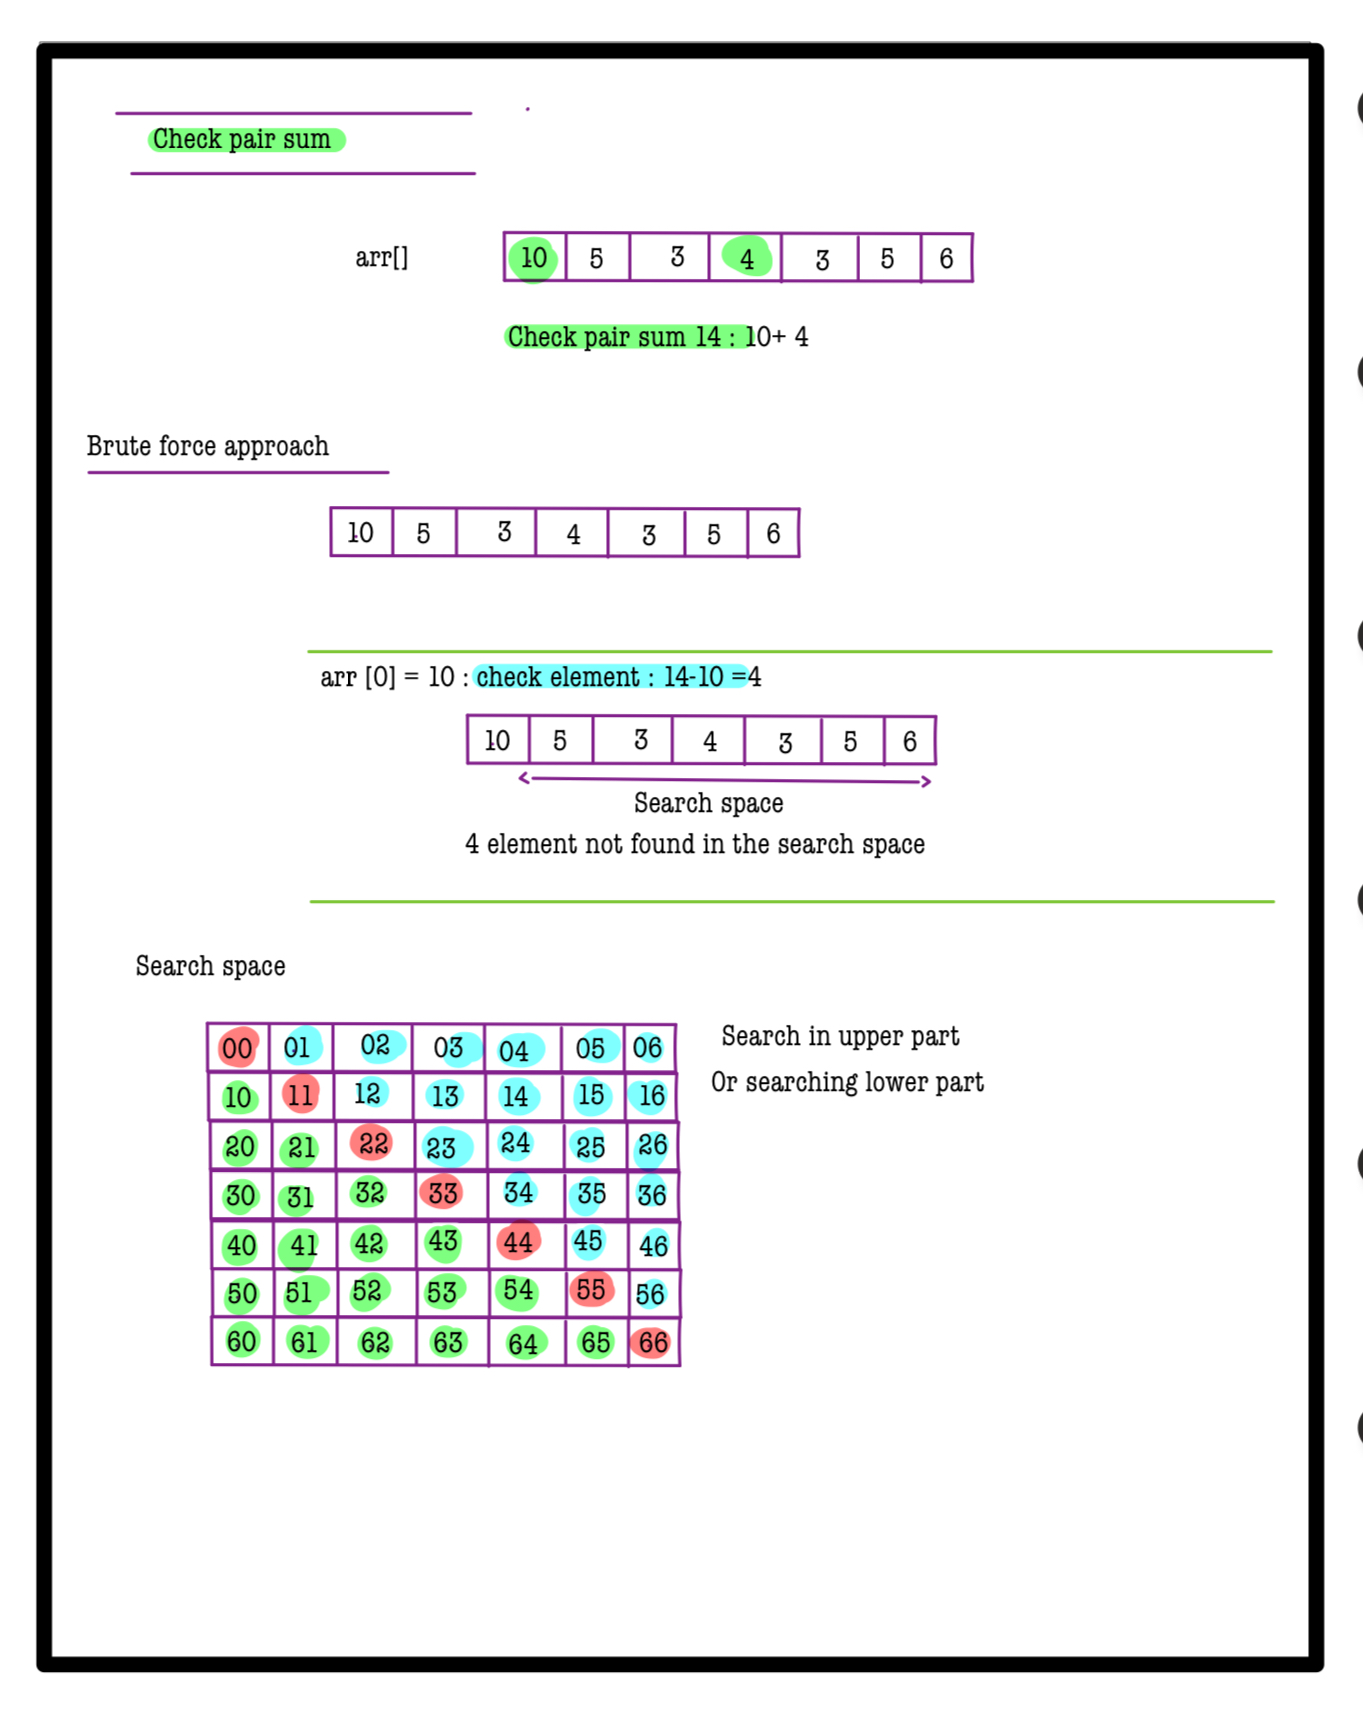 Check pair sum
arr[] 10 5 3 4 3 5 6
Check pair sum 14 : 10+ 4
Brute force approach
10 5 3 4 3 5 6
arr [0] = 10 : check element : 14-10 =4
10 5 3 4 3 5 6
Search space
4 element not found in the search space
Search space
00 01 02 03 04 05 06
10 11 12 13 14 15 16
20 21 22 23 24 25 26
30 31 32 33 34 35 36
40 41 42 43 44 45 46
50 51 52 53 54 55 56
60 61 62 63 64 65 66
Search in upper part
Or searching lower part